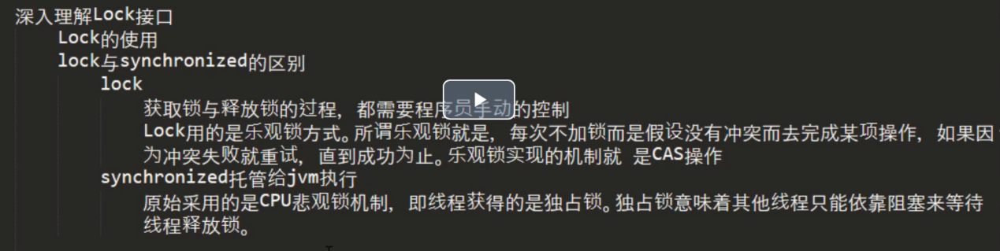 深入理解Lock接口
Lock的使用
lock与synchronized的区别
lock
获取锁与释放锁的过程，都需要程序员手动的控制
Lock用的是乐观锁方式。所谓乐观锁就是，每次不加锁而是假设没有冲突而去完成某项操作，如果因
为冲突失败就重试，直到成功为止。乐观锁实现的机制就 是CAS操作
synchronized托管给jvm执行
原始采用的是CPU悲观锁机制，即线程获得的是独占锁。独占锁意味着其他线程只能依靠阻塞来等待
线程释放锁。